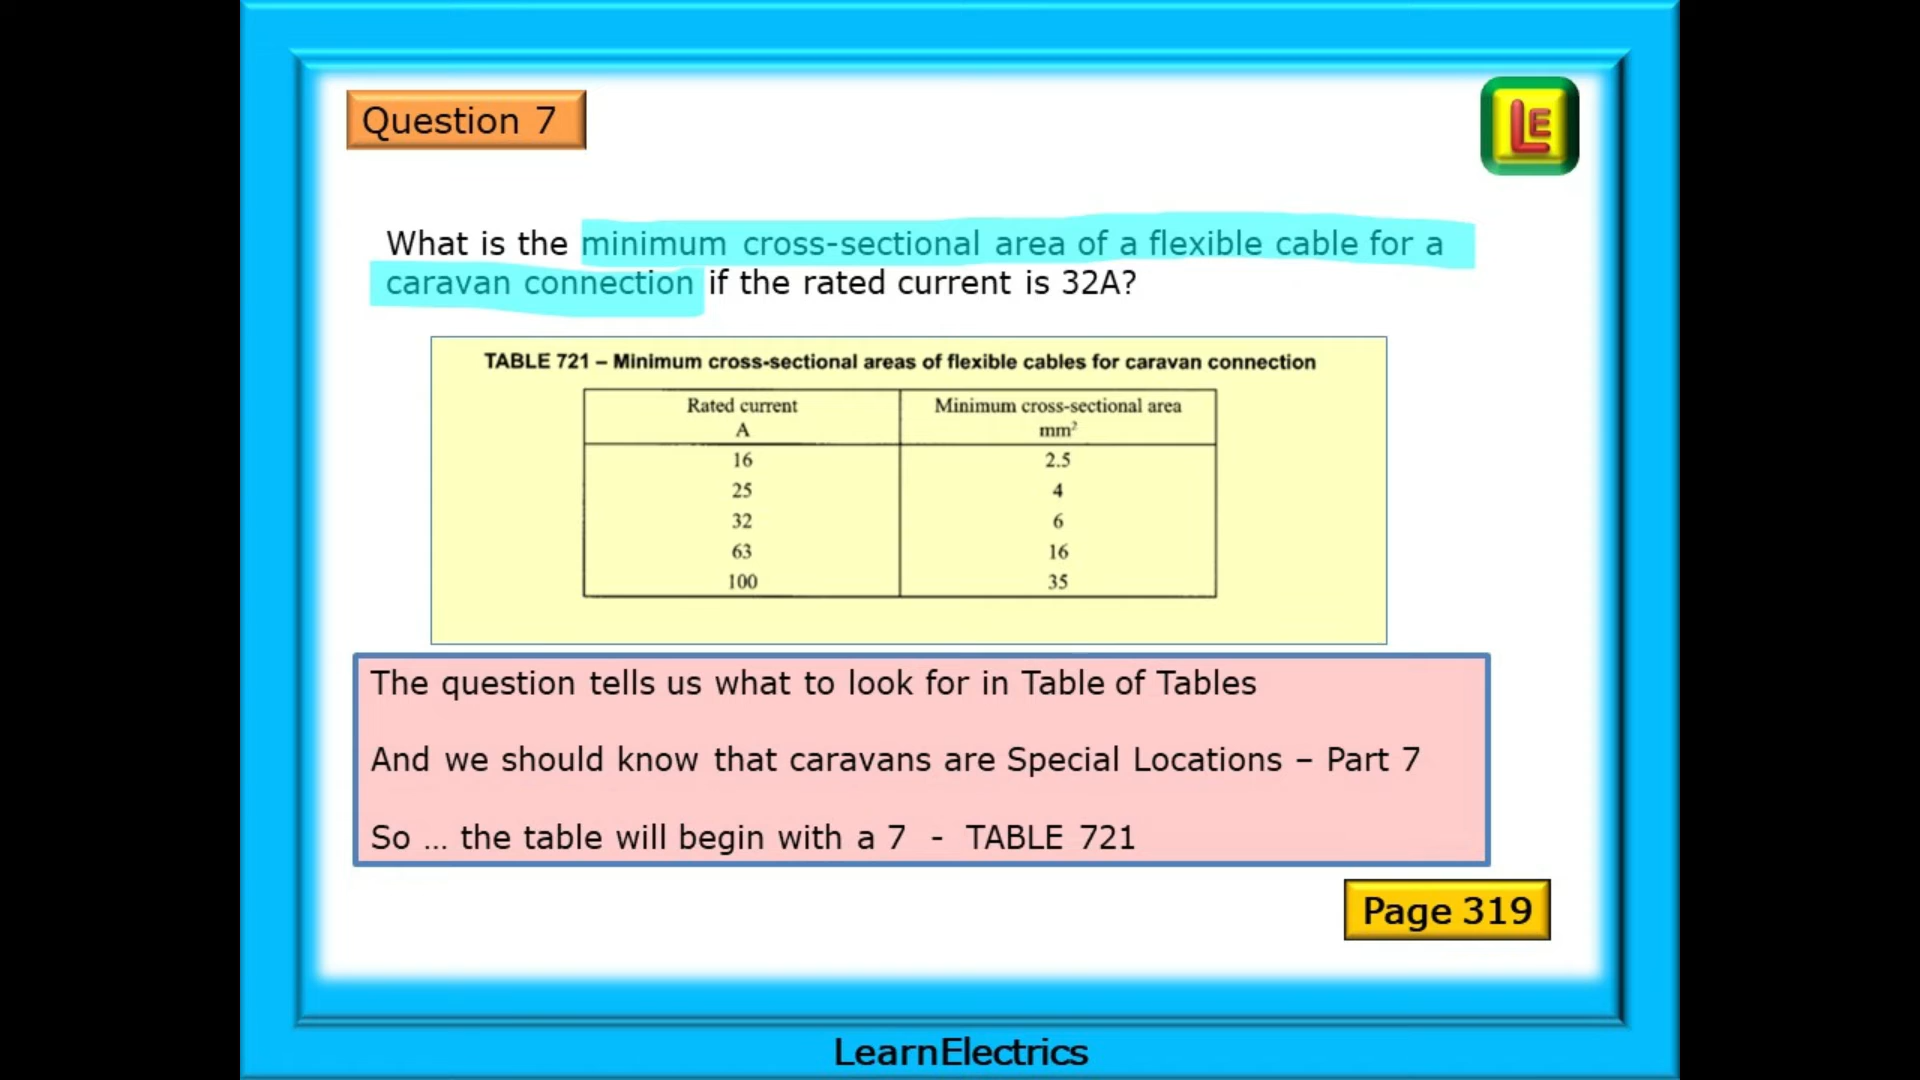 Question 7
LE
What is the minimum cross-sectional area of a flexible cable for a
caravan connection if the rated current is 32A?
TABLE 721 – Minimum cross-sectional areas of flexible cables for caravan connection
Rated current Minimum cross-sectional area
A mm²
16 2.5
25 4
32 6
63 16
100 35
The question tells us what to look for in Table of Tables
And we should know that caravans are Special Locations – Part 7
So ... the table will begin with a 7 - TABLE 721
Page 319
LearnElectrics